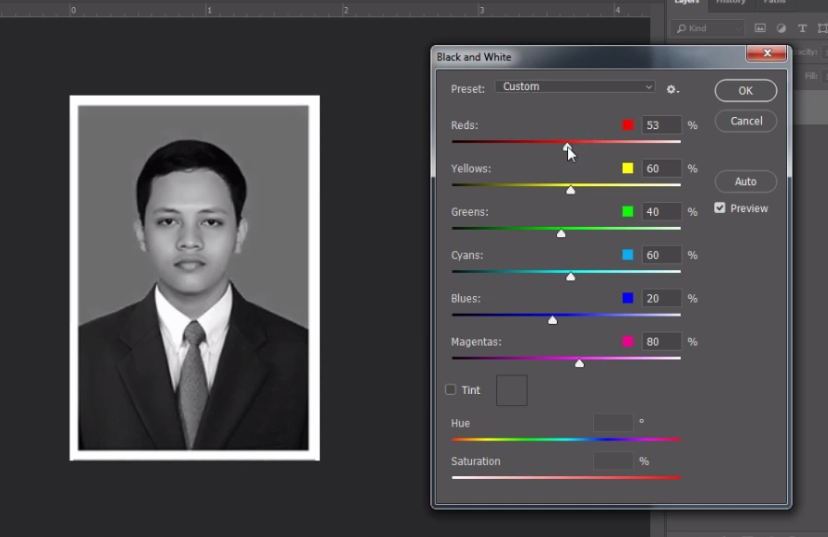 0 1 2 3 4
Layers History Paths
Kind
T
Fill:
Black and White
Preset: Custom
OK
Reds: 53 %
Cancel
Yellows: 60 %
Auto
Preview
Greens: 40 %
Cyans: 60 %
Blues: 20 %
Magentas: 80 %
Tint
Hue °
Saturation %